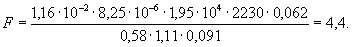 F = \frac{1,16·10⁻²·8,25·10⁻⁶·1,95·10⁴·2230·0,062}{0,58·1,11·0,091} = 4,4.